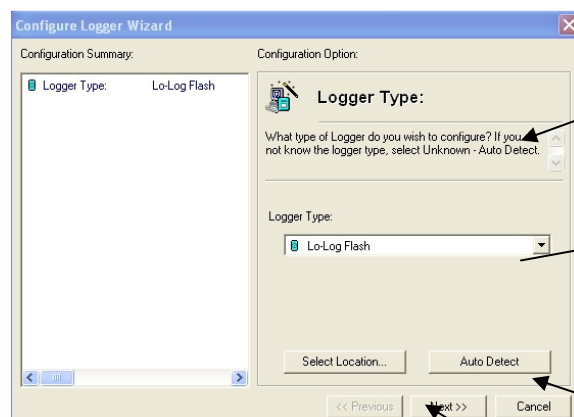 Configure Logger Wizard
Configuration Summary:
Logger Type: Lo-Log Flash
Configuration Option:
Logger Type:
What type of Logger do you wish to configure? If you
not know the logger type, select Unknown - Auto Detect.
Logger Type:
Lo-Log Flash
Select Location...
Auto Detect
<< Previous
Next >>
Cancel